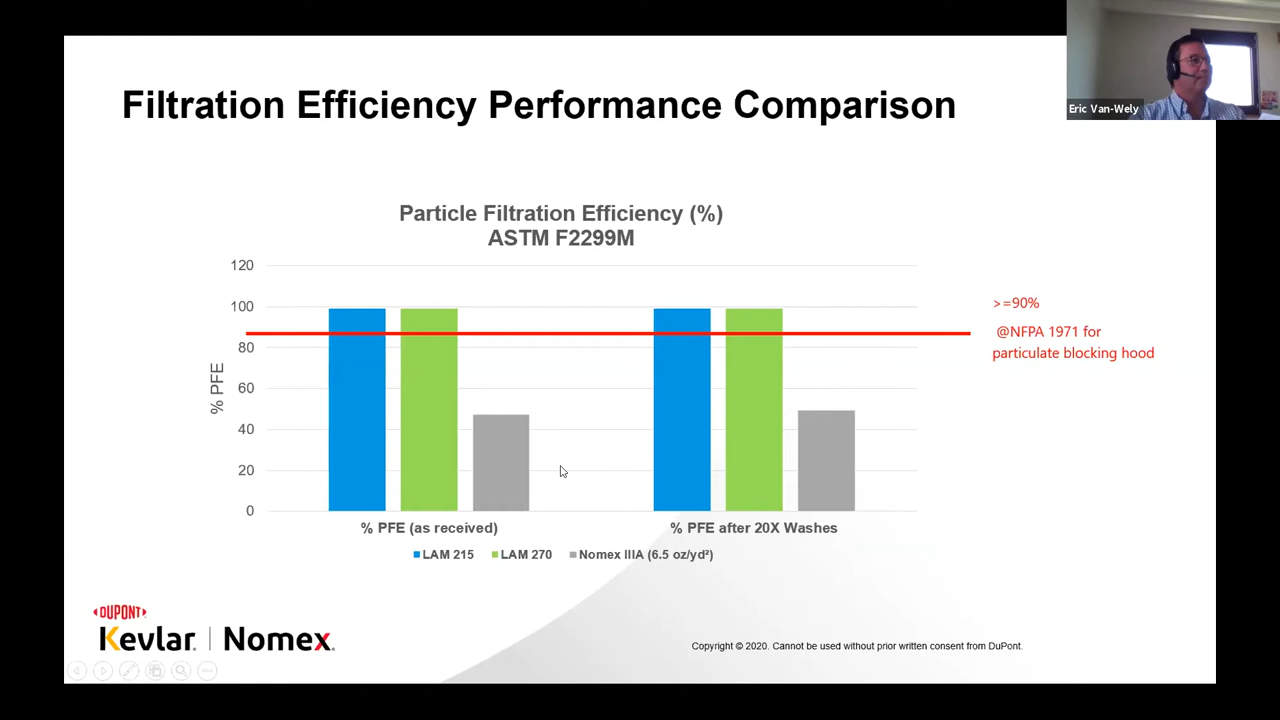 Filtration Efficiency Performance Comparison
Eric Van-Wely
Particle Filtration Efficiency (%)
ASTM F2299M
120
100
80
60
40
20
0
% PFE
>=90%
@NFPA 1971 for
particulate blocking hood
% PFE (as received)
% PFE after 20X Washes
LAM 215
LAM 270
Nomex IIIA (6.5 oz/yd²)
DUPONT
Kevlar® | Nomex®
Copyright © 2020. Cannot be used without prior written consent from DuPont.